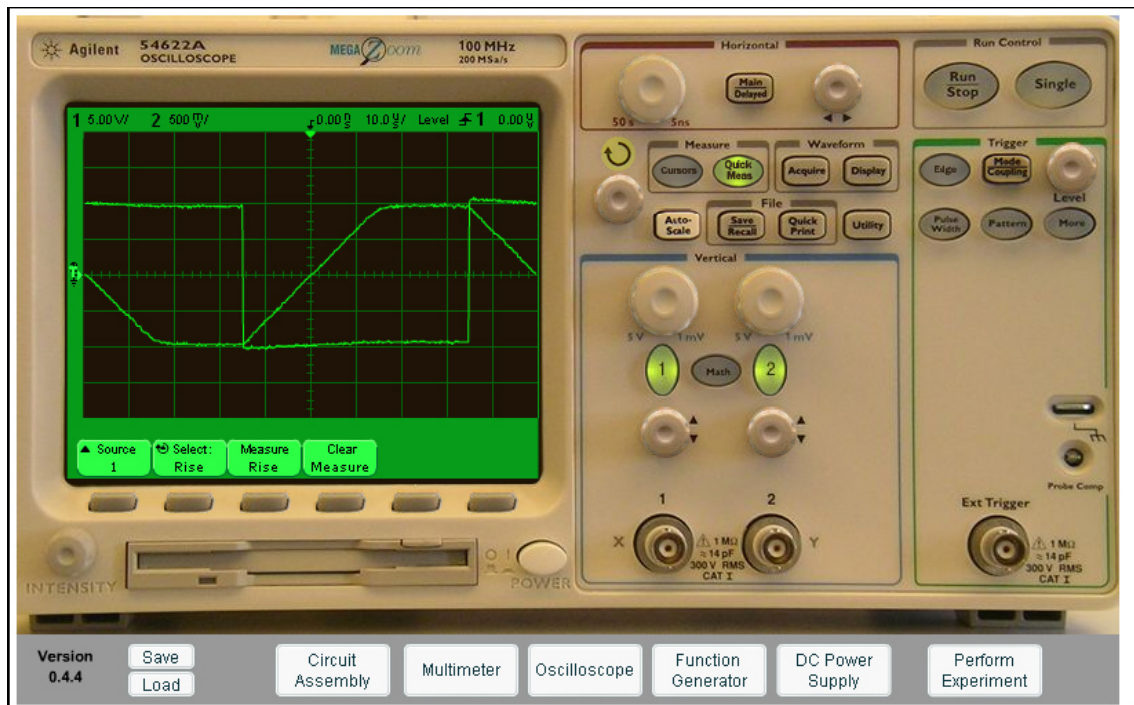 Agilent 54622A OSCILLOSCOPE MEGA Zoom 100 MHz 200 MSa/s
1 5.00 V/ 2 500 mV/ 0.00 ns 10.0 us/ Level 1 0.00 V
T
Source 1
Select: Rise
Measure Rise
Clear Measure
INTENSITY
POWER
Horizontal
50 s 5ns
Main Delayed
Run Control
Run Stop
Single
Measure
Cursors
Quick Meas
Waveform
Acquire
Display
Auto-Scale
File
Save Recall
Quick Print
Utility
Trigger
Edge
Mode Coupling
Level
Pulse Width
Pattern
More
Vertical
5 V 1 mV 5 V 1 mV
1
Math
2
1 2
X
1 MΩ
≈ 14 pF
300 V RMS
CAT I
Y
Probe Comp
Ext Trigger
1 MΩ
≈ 14 pF
300 V RMS
CAT I
Version
0.4.4
Save
Load
Circuit
Assembly
Multimeter
Oscilloscope
Function
Generator
DC Power
Supply
Perform
Experiment